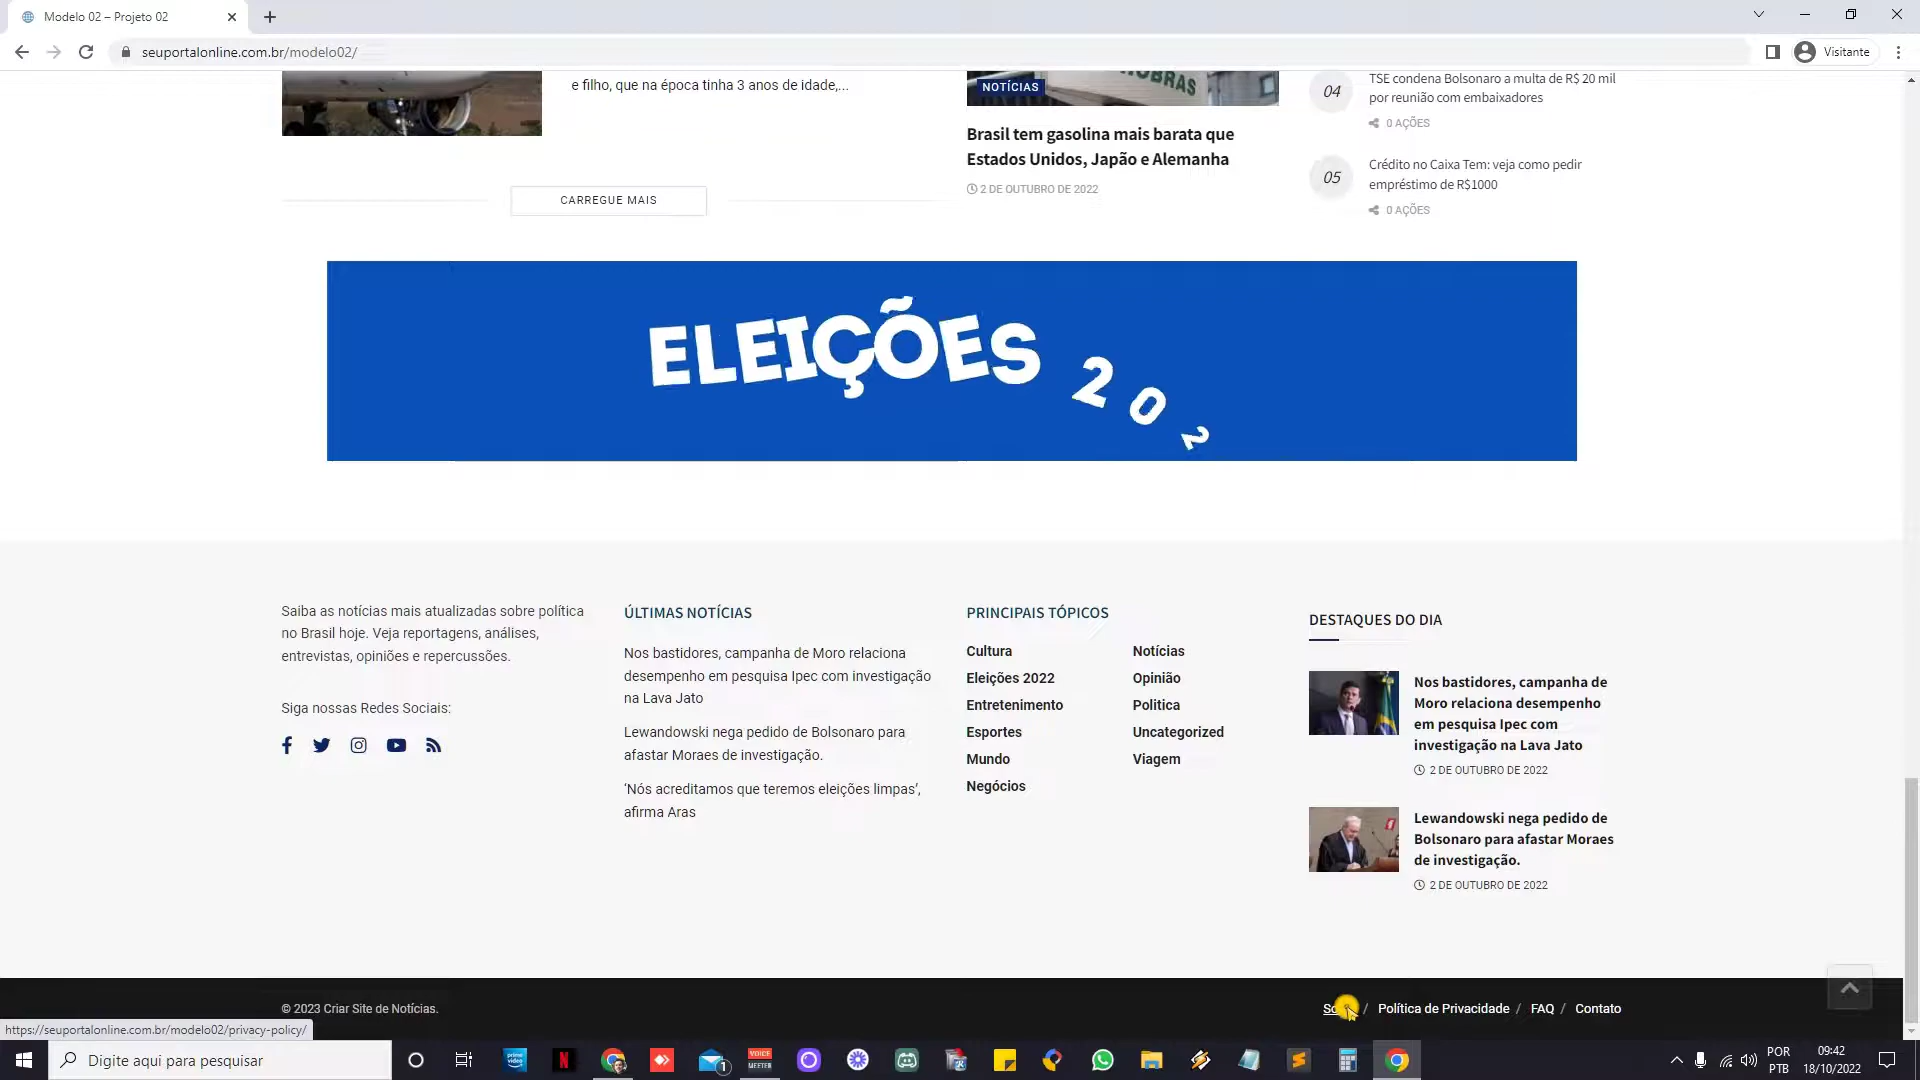 Modelo 02 – Projeto 02
seuportalonline.com.br/modelo02/
Visitante
e filho, que na época tinha 3 anos de idade,...
CARREGUE MAIS
NOTÍCIAS
OBRAS
Brasil tem gasolina mais barata que
Estados Unidos, Japão e Alemanha
2 DE OUTUBRO DE 2022
04
TSE condena Bolsonaro a multa de R$ 20 mil
por reunião com embaixadores
0 AÇÕES
05
Crédito no Caixa Tem: veja como pedir
empréstimo de R$1000
0 AÇÕES
ELEIÇÕES 202
Saiba as notícias mais atualizadas sobre política
no Brasil hoje. Veja reportagens, análises,
entrevistas, opiniões e repercussões.
Siga nossas Redes Sociais:
ÚLTIMAS NOTÍCIAS
Nos bastidores, campanha de Moro relaciona
desempenho em pesquisa Ipec com investigação
na Lava Jato
Lewandowski nega pedido de Bolsonaro para
afastar Moraes de investigação.
‘Nós acreditamos que teremos eleições limpas’,
afirma Aras
PRINCIPAIS TÓPICOS
Cultura
Eleições 2022
Entretenimento
Esportes
Mundo
Negócios
Notícias
Opinião
Politica
Uncategorized
Viagem
DESTAQUES DO DIA
Nos bastidores, campanha de
Moro relaciona desempenho
em pesquisa Ipec com
investigação na Lava Jato
2 DE OUTUBRO DE 2022
Lewandowski nega pedido de
Bolsonaro para afastar Moraes
de investigação.
2 DE OUTUBRO DE 2022
© 2023 Criar Site de Notícias.
/ Política de Privacidade / FAQ / Contato
https://seuportalonline.com.br/modelo02/privacy-policy/
Digite aqui para pesquisar
prime video
N
1
VOICE
MEETER
POR
PTB
09:42
18/10/2022